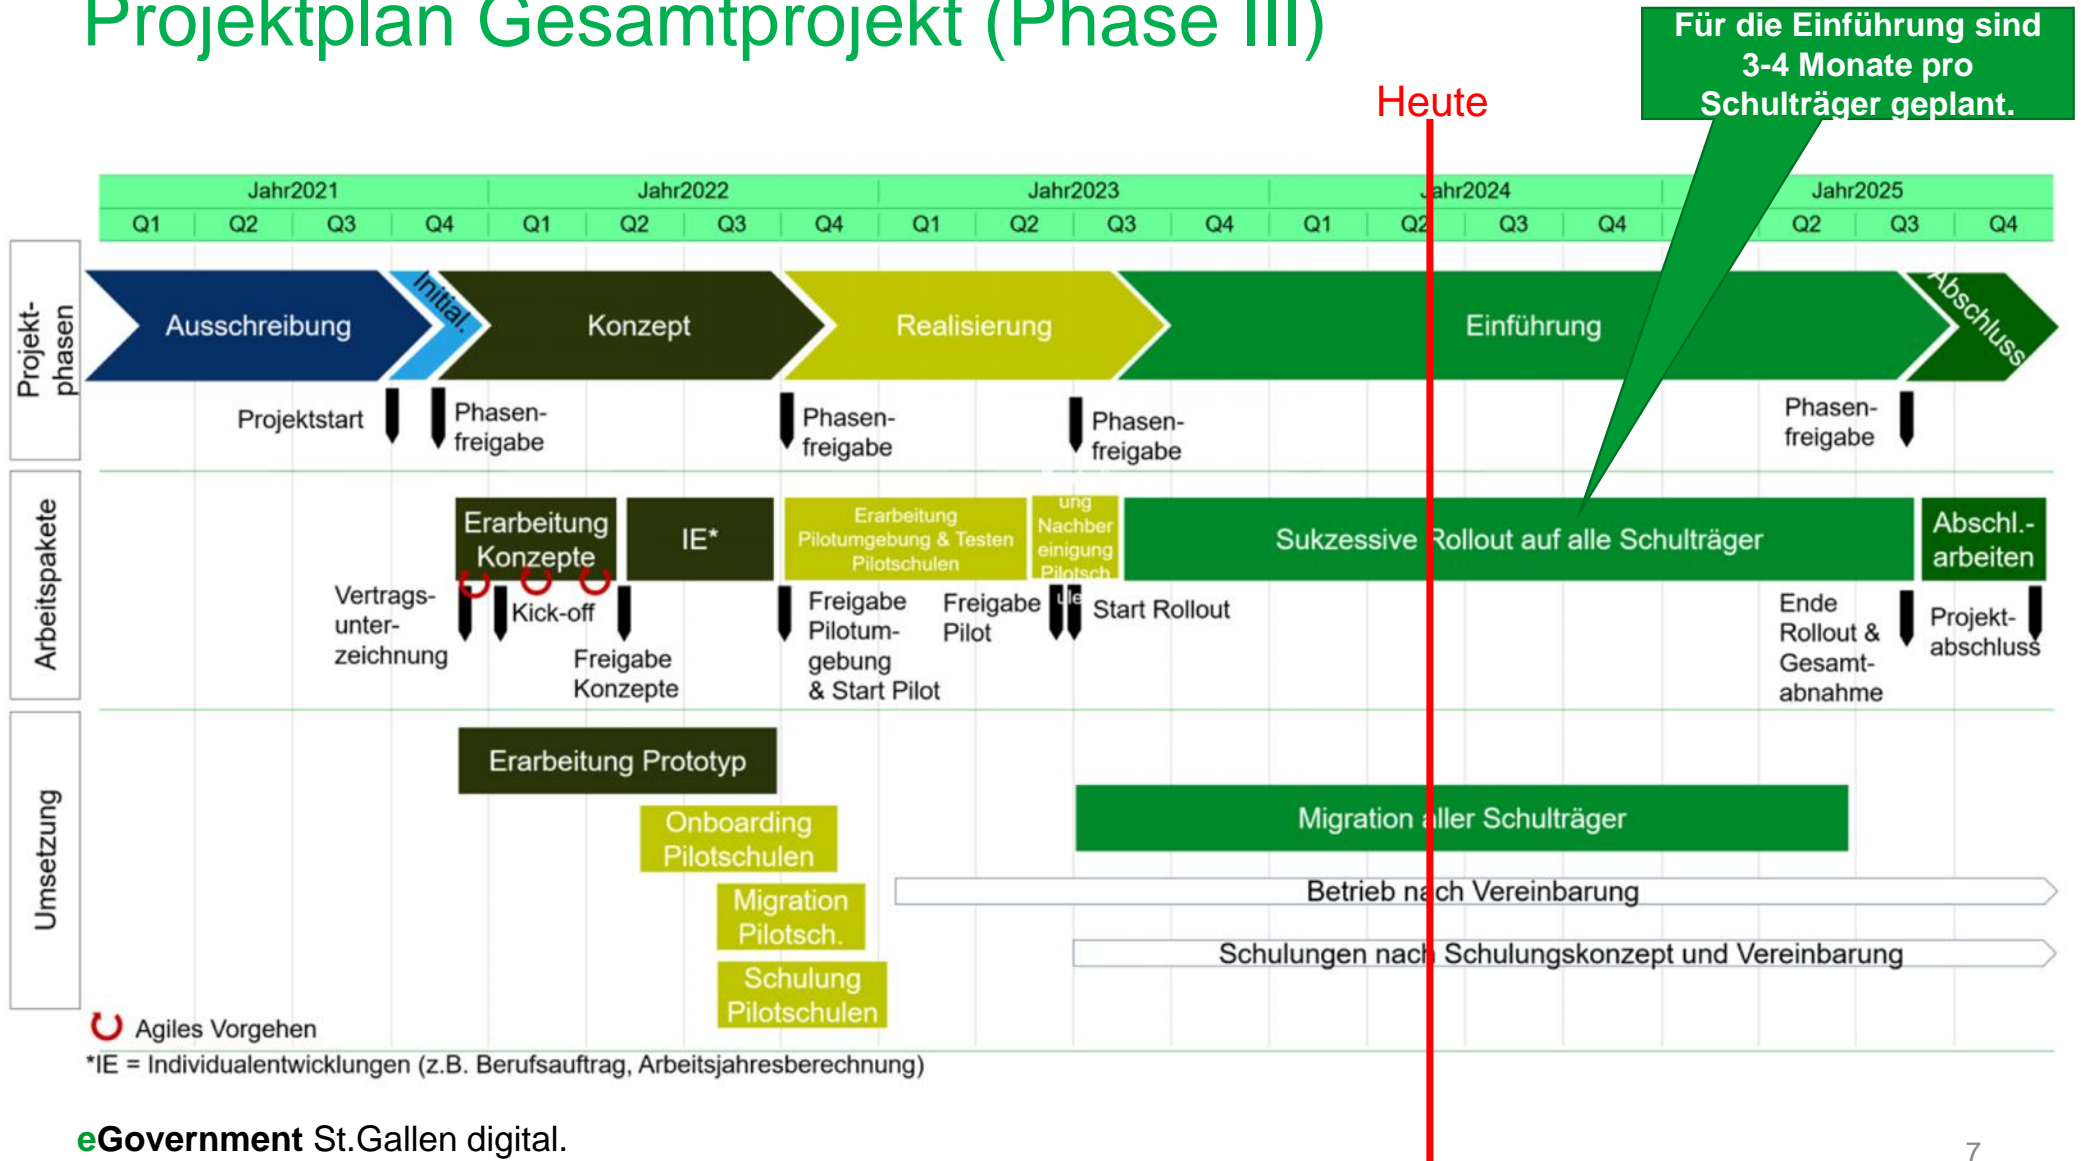 Projektplan Gesamtprojekt (Phase III)
Für die Einführung sind
3-4 Monate pro
Schulträger geplant.
Heute
Jahr2021
Jahr2022
Jahr2023
Jahr2024
Jahr2025
Q1 Q2 Q3 Q4 Q1 Q2 Q3 Q4 Q1 Q2 Q3 Q4 Q1 Q2 Q3 Q4 Q2 Q3 Q4
Projekt-
phasen
Ausschreibung
Initial.
Konzept
Realisierung
Einführung
Abschluss
Projektstart
Phasen-
freigabe
Phasen-
freigabe
Phasen-
freigabe
Phasen-
freigabe
Arbeitspakete
Erarbeitung
Konzepte
IE*
Erarbeitung
Pilotumgebung & Testen
Pilotschulen
ung
Nachber
einigung
Pilotsch
ule
Sukzessive Rollout auf alle Schulträger
Abschl.-
arbeiten
Vertrags-
unter-
zeichnung
Kick-off
Freigabe
Konzepte
Freigabe
Pilotum-
gebung
& Start Pilot
Freigabe
Pilot
Start Rollout
Ende
Rollout &
Gesamt-
abnahme
Projekt-
abschluss
Umsetzung
Erarbeitung Prototyp
Onboarding
Pilotschulen
Migration
Pilotsch.
Schulung
Pilotschulen
Migration aller Schulträger
Betrieb nach Vereinbarung
Schulungen nach Schulungskonzept und Vereinbarung
Agiles Vorgehen
*IE = Individualentwicklungen (z.B. Berufsauftrag, Arbeitsjahresberechnung)
eGovernment St.Gallen digital.
7